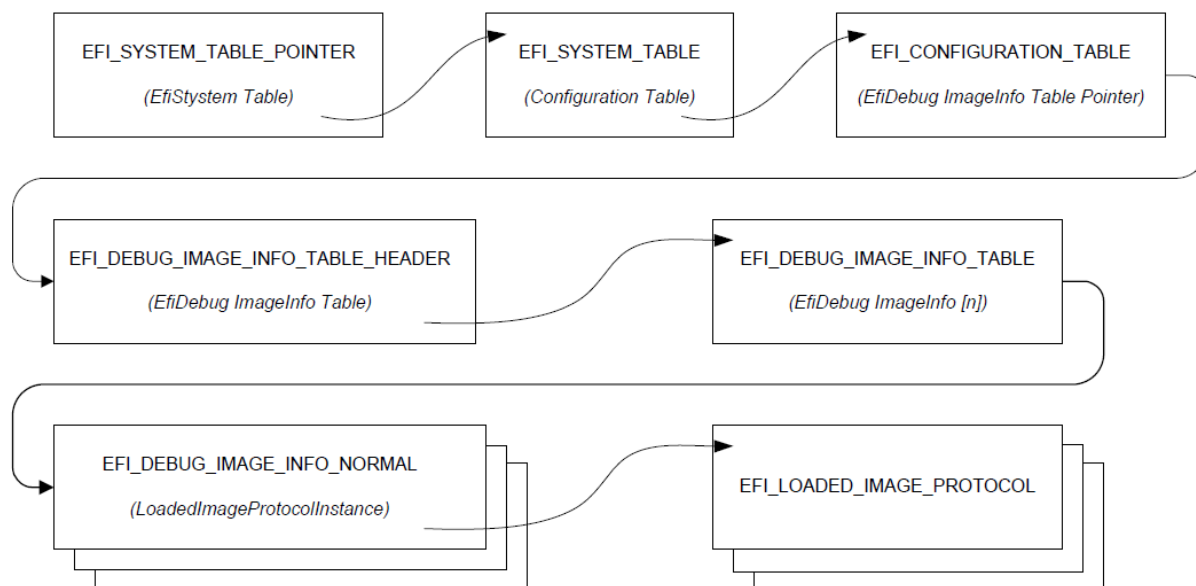 EFI_SYSTEM_TABLE_POINTER
(EfiStystem Table)
EFI_SYSTEM_TABLE
(Configuration Table)
EFI_CONFIGURATION_TABLE
(EfiDebug ImageInfo Table Pointer)
EFI_DEBUG_IMAGE_INFO_TABLE_HEADER
(EfiDebug ImageInfo Table)
EFI_DEBUG_IMAGE_INFO_TABLE
(EfiDebug ImageInfo [n])
EFI_DEBUG_IMAGE_INFO_NORMAL
(LoadedImageProtocolInstance)
EFI_LOADED_IMAGE_PROTOCOL